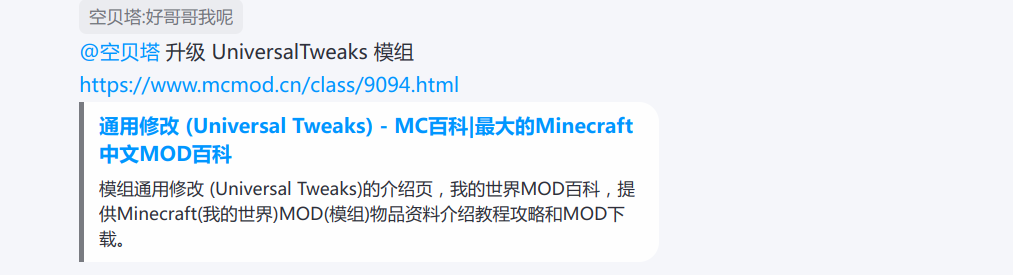 空贝塔:好哥哥我呢
@空贝塔 升级 UniversalTweaks 模组
https://www.mcmod.cn/class/9094.html
通用修改 (Universal Tweaks) - MC百科|最大的Minecraft
中文MOD百科
模组通用修改 (Universal Tweaks)的介绍页，我的世界MOD百科，提
供Minecraft(我的世界)MOD(模组)物品资料介绍教程攻略和MOD下
载。